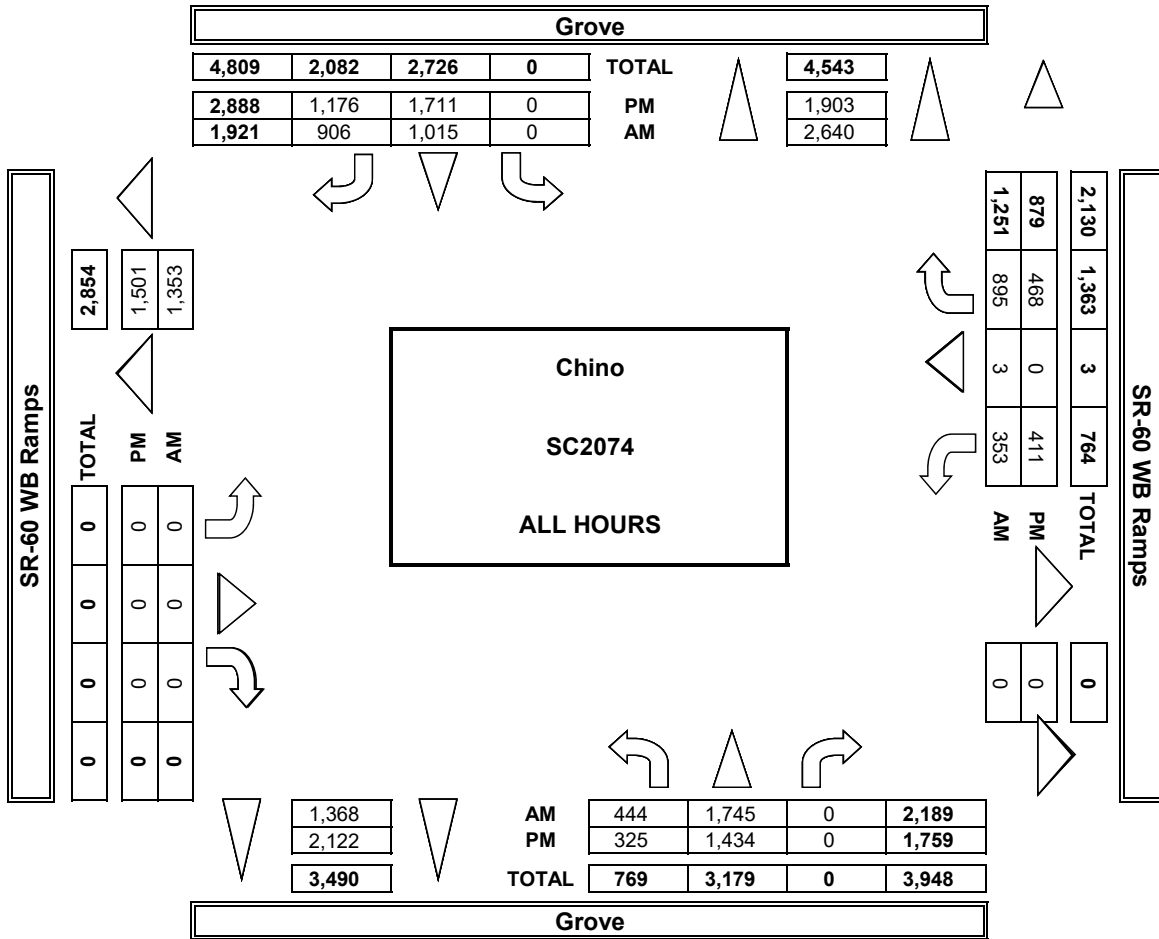 Grove
4,809 2,082 2,726 0 TOTAL 4,543
2,888 1,176 1,711 0 PM 1,903
1,921 906 1,015 0 AM 2,640
SR-60 WB Ramps
2,854
1,501
1,353
TOTAL
PM
AM
0 0 0 0
0 0 0 0
0 0 0 0
Chino
SC2074
ALL HOURS
2,130 1,363 3 764 TOTAL
879 468 0 411 PM
1,251 895 3 353 AM
0
0
0
SR-60 WB Ramps
1,368 AM 444 1,745 0 2,189
2,122 PM 325 1,434 0 1,759
3,490 TOTAL 769 3,179 0 3,948
Grove